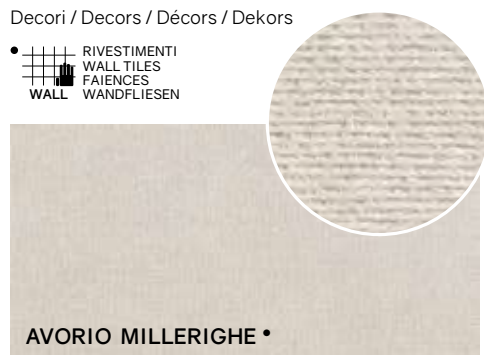 Decori / Decors / Décors / Dekors
• RIVESTIMENTI
WALL TILES
FAIENCES
WALL WANDFLIESEN
AVORIO MILLERIGHE •